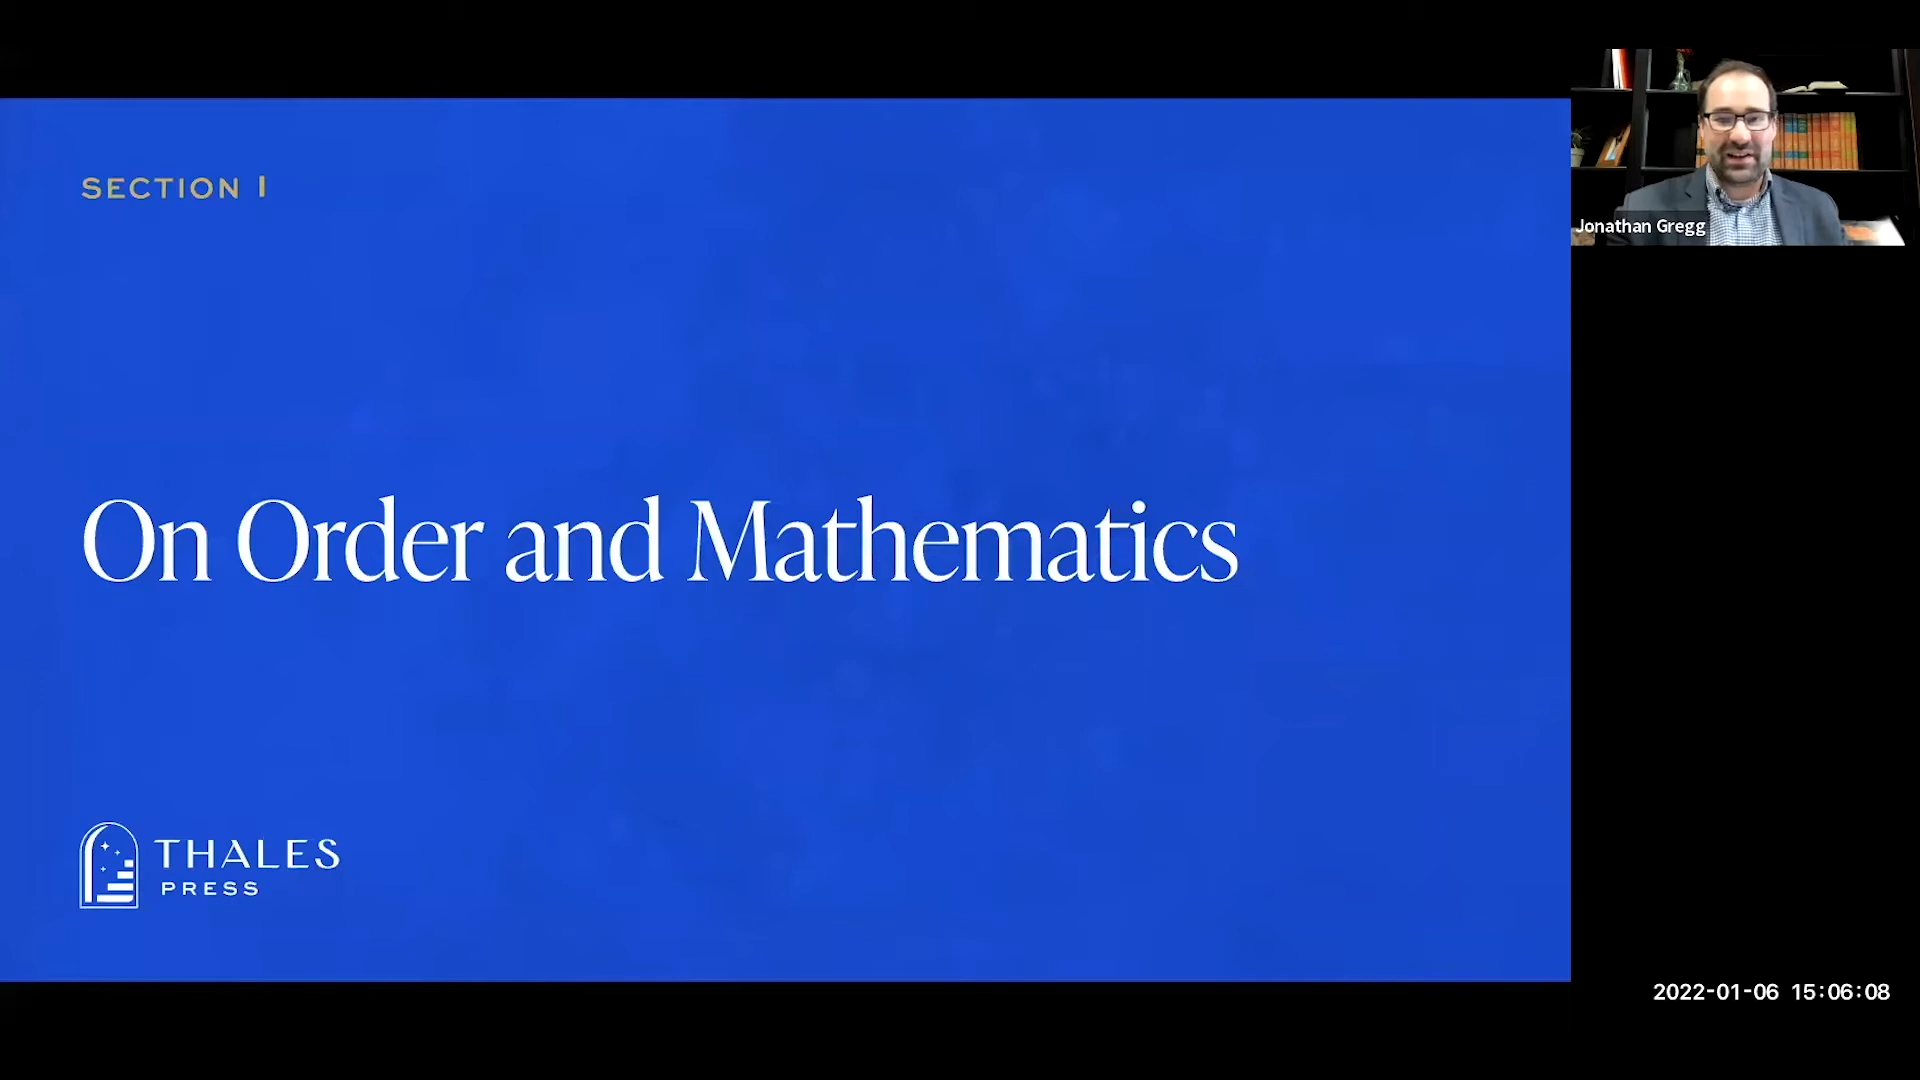 SECTION I
On Order and Mathematics
THALES
PRESS
Jonathan Gregg
2022-01-06 15:06:08